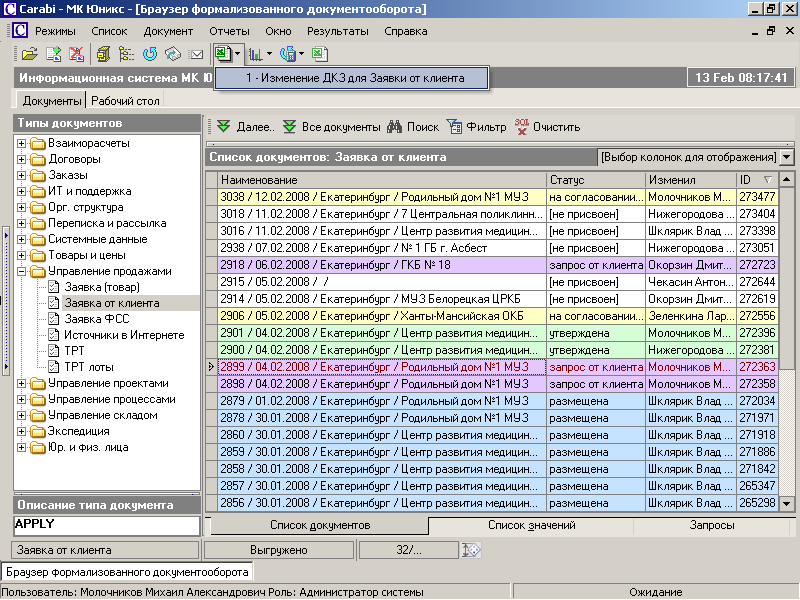 Carabi - МК Юникс - [Браузер формализованного документооборота]
Режимы Список Документ Отчеты Окно Результаты Справка
1 - Изменение ДКЗ для Заявки от клиента
Информационная система МК Ю
13 Feb 08:17:41
Документы Рабочий стол
Типы документов
Взаиморасчеты
Договоры
Заказы
ИТ и поддержка
Орг. структура
Переписка и рассылка
Системные данные
Товары и цены
Управление продажами
Заявка (товар)
Заявка от клиента
Заявка ФСС
Источники в Интернете
ТРТ
ТРТ лоты
Управление проектами
Управление процессами
Управление складом
Экспедиция
Юр. и физ. лица
Описание типа документа
APPLY
Далее.. Все документы Поиск Фильтр SQL Очистить
Список документов: Заявка от клиента [Выбор колонок для отображения]
Наименование Статус Изменил ID
3038 / 12.02.2008 / Екатеринбург / Родильный дом №1 МУЗ на согласовании... Молочников М... 273477
3018 / 11.02.2008 / Екатеринбург / 7 Центральная поликлинн... [не присвоен] Нижегородова ... 273404
3016 / 11.02.2008 / Екатеринбург / Центр развития медицин... [не присвоен] Шклярик Влад ... 273398
2938 / 07.02.2008 / Екатеринбург / № 1 ГБ г. Асбест [не присвоен] Нижегородова ... 273051
2918 / 06.02.2008 / Екатеринбург / ГКБ № 18 запрос от клиента Окорзин Дмит... 272723
2915 / 05.02.2008 / / [не присвоен] Чекасин Антон... 272644
2914 / 05.02.2008 / Екатеринбург / МУЗ Белорецкая ЦРКБ [не присвоен] Окорзин Дмит... 272619
2906 / 05.02.2008 / Екатеринбург /Ханты-Мансийская ОКБ на согласовании... Зеленкина Лар... 272556
2901 / 04.02.2008 / Екатеринбург / Центр развития медицин... утверждена Молочников М... 272396
2900 / 04.02.2008 / Екатеринбург / Центр развития медицин... утверждена Нижегородова ... 272381
2899 / 04.02.2008 / Екатеринбург / Родильный дом №1 МУЗ запрос от клиента Молочников М... 272363
2898 / 04.02.2008 / Екатеринбург / Родильный дом №1 МУЗ запрос от клиента Молочников М... 272358
2879 / 01.02.2008 / Екатеринбург / Родильный дом №1 МУЗ размещена Шклярик Влад ... 272034
2878 / 30.01.2008 / Екатеринбург / Родильный дом №1 МУЗ размещена Шклярик Влад ... 271971
2860 / 30.01.2008 / Екатеринбург / Центр развития медицин... размещена Шклярик Влад ... 271918
2859 / 30.01.2008 / Екатеринбург / Центр развития медицин... размещена Шклярик Влад ... 271886
2858 / 30.01.2008 / Екатеринбург / Центр развития медицин... размещена Шклярик Влад ... 271842
2857 / 30.01.2008 / Екатеринбург / Центр развития медицин... размещена Шклярик Влад ... 265347
2856 / 30.01.2008 / Екатеринбург / Центр развития медицин... размещена Шклярик Влад ... 265298
Список документов Список значений Запросы
Заявка от клиента Выгружено 32/...
Браузер формализованного документооборота
Пользователь: Молочников Михаил Александрович Роль: Администратор системы Ожидание